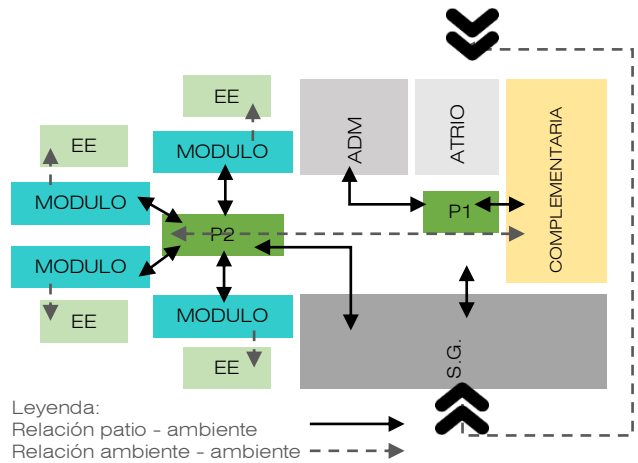 EE
EE
MODULO
MODULO
MODULO
MODULO
EE
EE
P2
ADM
ATRIO
COMPLEMENTARIA
P1
S.G.
Leyenda:
Relación patio - ambiente
Relación ambiente - ambiente